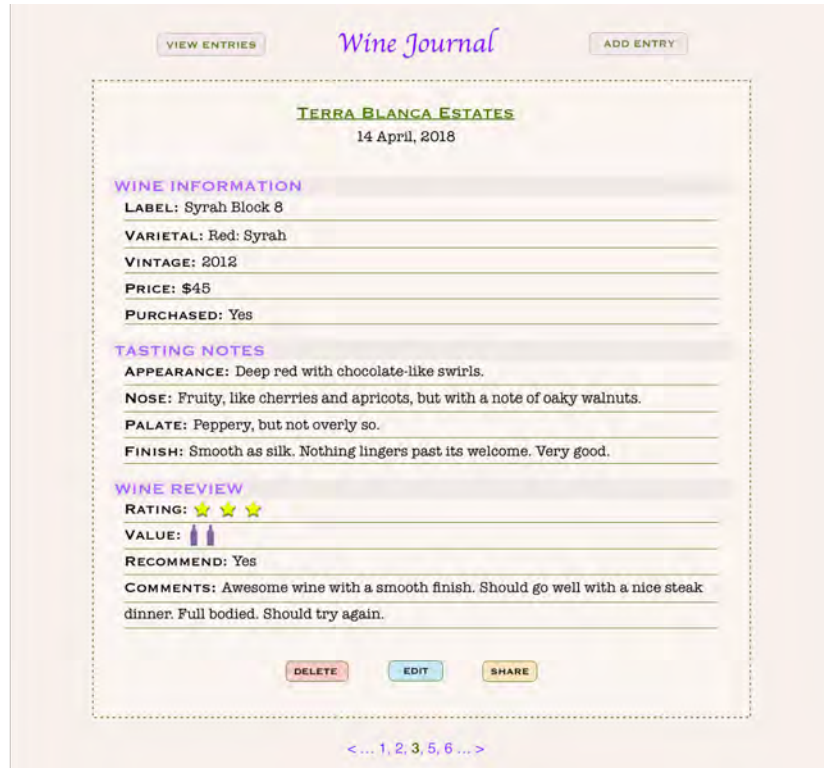 VIEW ENTRIES
Wine Journal
ADD ENTRY
TERRA BLANCA ESTATES
14 April, 2018
WINE INFORMATION
LABEL: Syrah Block 8
VARIETAL: Red: Syrah
VINTAGE: 2012
PRICE: $45
PURCHASED: Yes
TASTING NOTES
APPEARANCE: Deep red with chocolate-like swirls.
NOSE: Fruity, like cherries and apricots, but with a note of oaky walnuts.
PALATE: Peppery, but not overly so.
FINISH: Smooth as silk. Nothing lingers past its welcome. Very good.
WINE REVIEW
RATING:
VALUE:
RECOMMEND: Yes
COMMENTS: Awesome wine with a smooth finish. Should go well with a nice steak
dinner. Full bodied. Should try again.
DELETE
EDIT
SHARE
< ... 1, 2, 3, 5, 6 ... >